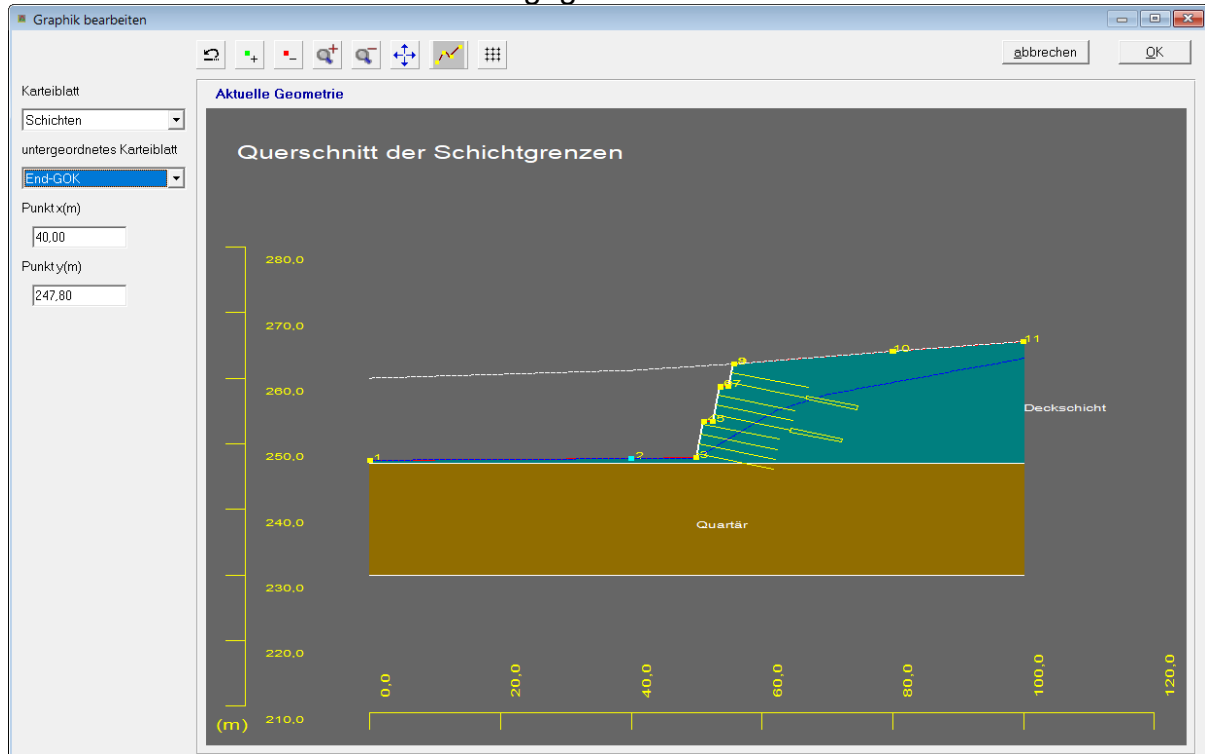 Graphik bearbeiten
abbrechen
OK
Karteiblatt
Schichten
untergeordnetes Karteiblatt
End-GOK
Punkt x(m)
40,00
Punkt y(m)
247,80
Aktuelle Geometrie
Querschnitt der Schichtgrenzen
280,0
270,0
260,0
250,0
240,0
230,0
220,0
210,0
(m)
1
2
3
10
11
Deckschicht
Quartär
0,0
20,0
40,0
60,0
80,0
100,0
120,0